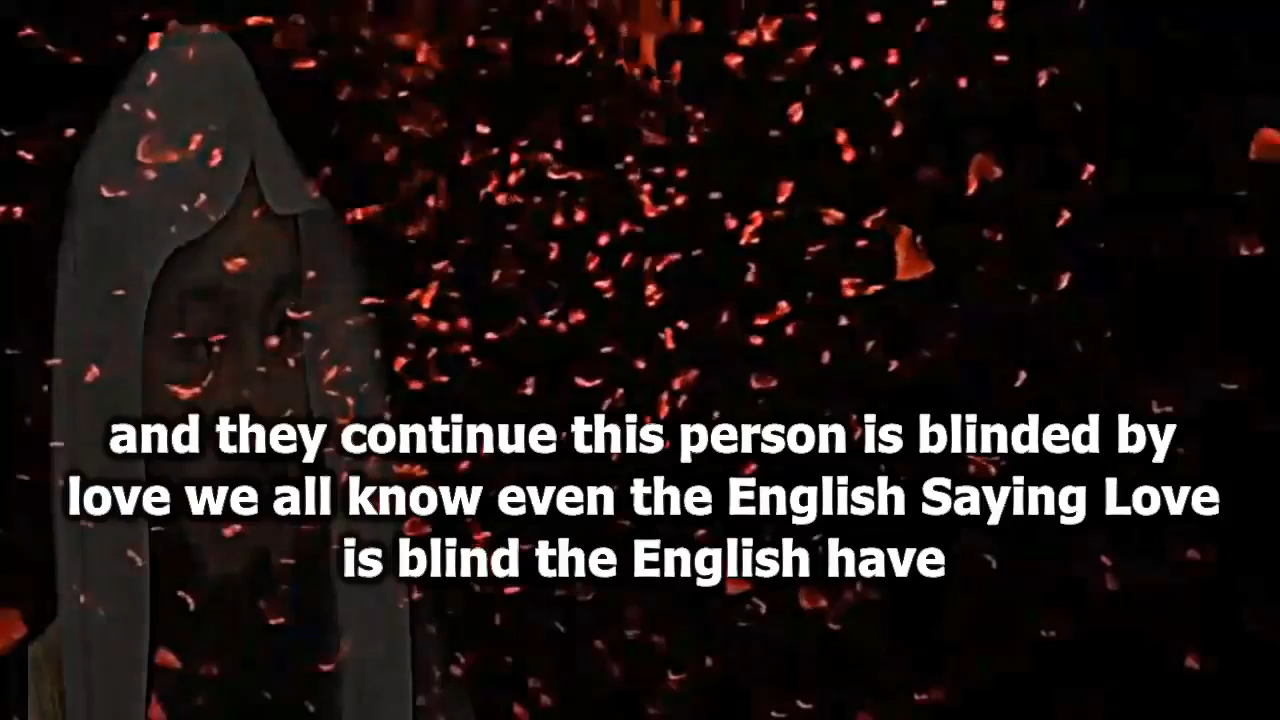 and they continue this person is blinded by
love we all know even the English Saying Love
is blind the English have